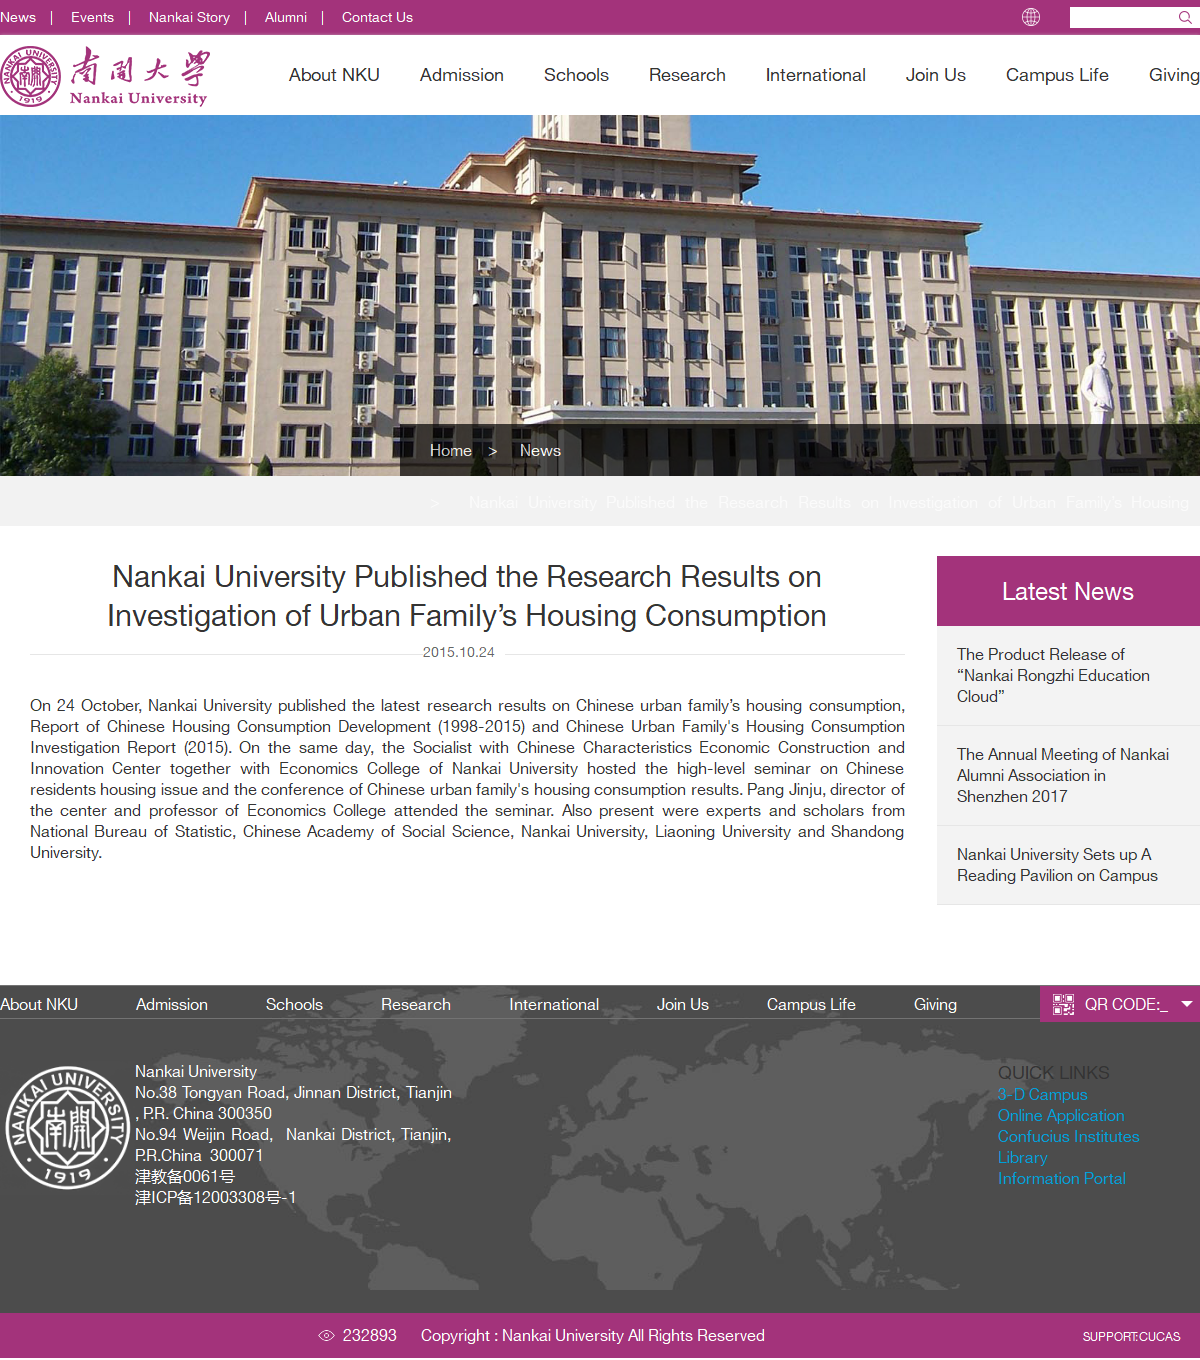 News | Events | Nankai Story | Alumni | Contact Us
NANKAI UNIVERSITY
1919
南開大學
Nankai University
About NKU Admission Schools Research International Join Us Campus Life Giving
Home > News
> Nankai University Published the Research Results on Investigation of Urban Family’s Housing
Nankai University Published the Research Results on
Investigation of Urban Family’s Housing Consumption
2015.10.24
On 24 October, Nankai University published the latest research results on Chinese urban family’s housing consumption,
Report of Chinese Housing Consumption Development (1998-2015) and Chinese Urban Family's Housing Consumption
Investigation Report (2015). On the same day, the Socialist with Chinese Characteristics Economic Construction and
Innovation Center together with Economics College of Nankai University hosted the high-level seminar on Chinese
residents housing issue and the conference of Chinese urban family's housing consumption results. Pang Jinju, director of
the center and professor of Economics College attended the seminar. Also present were experts and scholars from
National Bureau of Statistic, Chinese Academy of Social Science, Nankai University, Liaoning University and Shandong
University.
Latest News
The Product Release of
“Nankai Rongzhi Education
Cloud”
The Annual Meeting of Nankai
Alumni Association in
Shenzhen 2017
Nankai University Sets up A
Reading Pavilion on Campus
About NKU Admission Schools Research International Join Us Campus Life Giving
QR CODE:_
NANKAI UNIVERSITY
南開
1919
Nankai University
No.38 Tongyan Road, Jinnan District, Tianjin
, P.R. China 300350
No.94 Weijin Road, Nankai District, Tianjin,
P.R.China 300071
津教备0061号
津ICP备12003308号-1
QUICK LINKS
3-D Campus
Online Application
Confucius Institutes
Library
Information Portal
232893 Copyright : Nankai University All Rights Reserved
SUPPORT:CUCAS